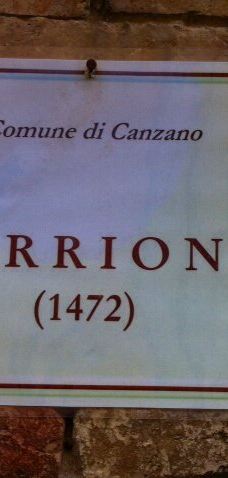 Comune di Canzano
RRION
(1472)